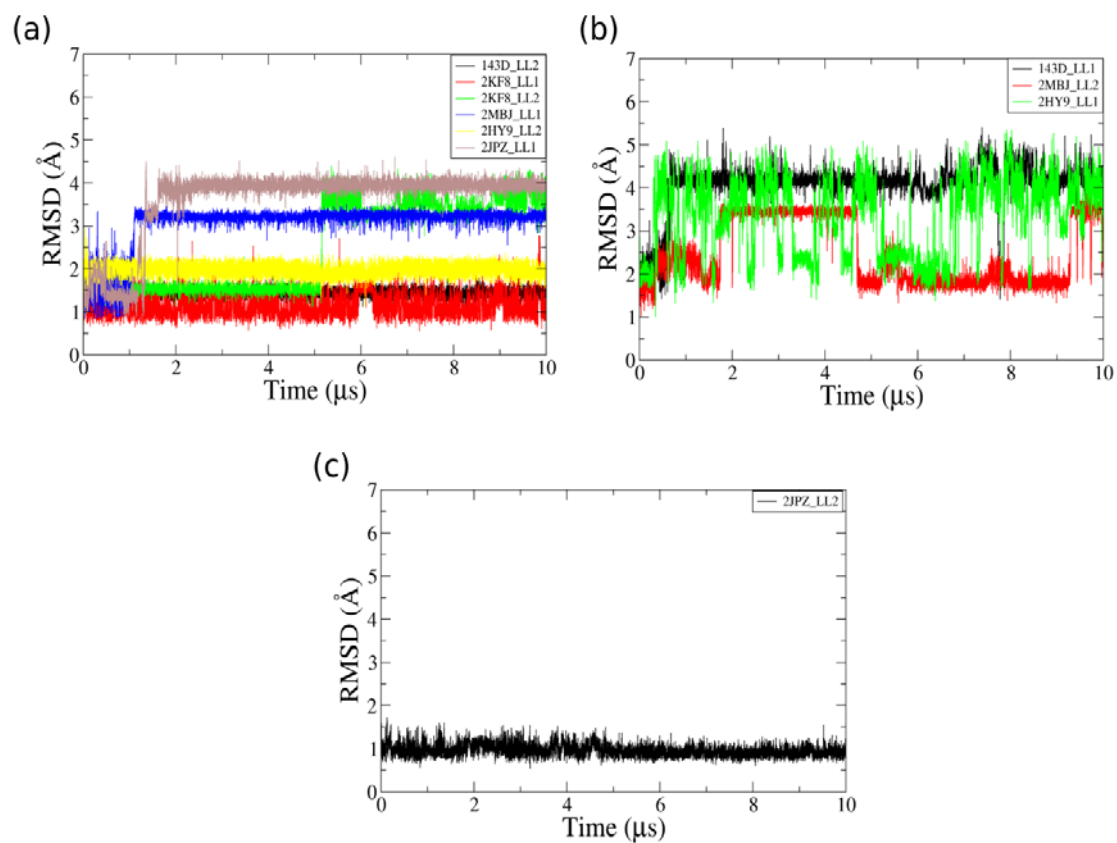 (a)
7
6
5
4
3
2
1
0
RMSD (Å)
143D_LL2
2KF8_LL1
2KF8_LL2
2MBJ_LL1
2HY9_LL2
2JPZ_LL1
0 2 4 6 8 10
Time (μs)
(b)
7
6
5
4
3
2
1
0
RMSD (Å)
143D_LL1
2MBJ_LL2
2HY9_LL1
0 2 4 6 8 10
Time (μs)
(c)
7
6
5
4
3
2
1
0
RMSD (Å)
2JPZ_LL2
0 2 4 6 8 10
Time (μs)